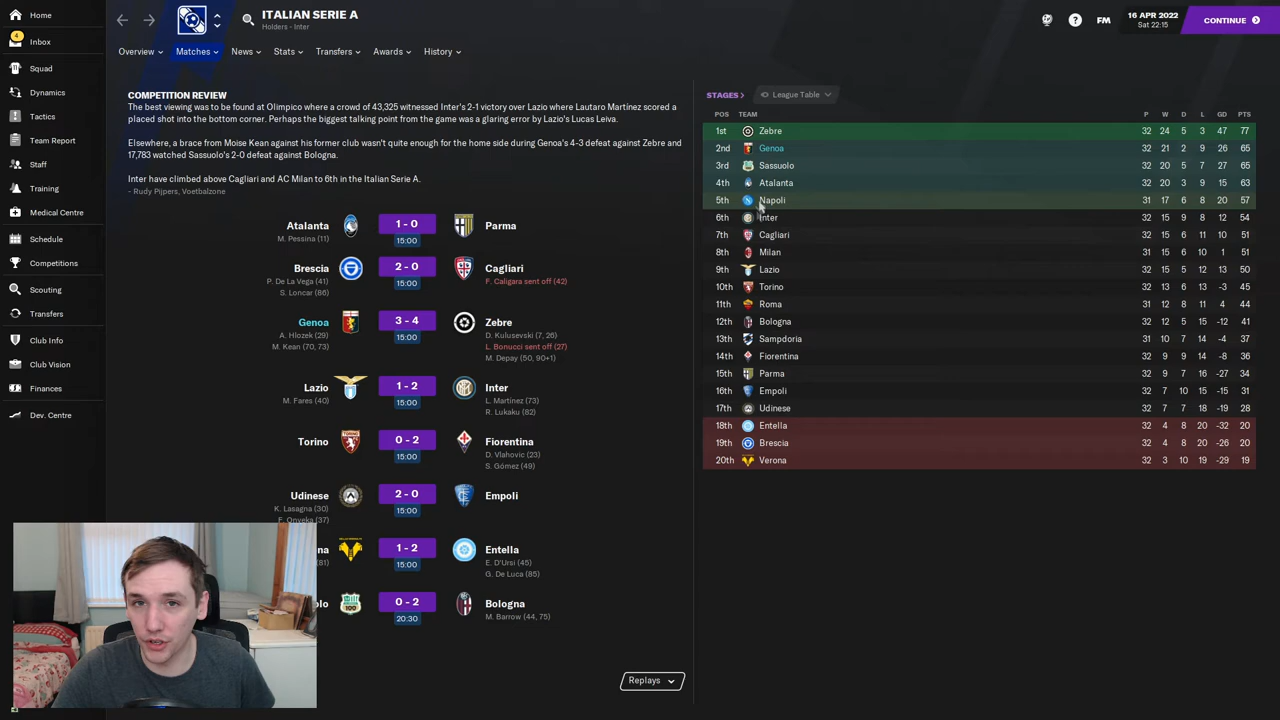 Home
Inbox
4
Squad
Dynamics
Tactics
Team Report
Staff
Training
Medical Centre
Schedule
Competitions
Scouting
Transfers
Club Info
Club Vision
Finances
Dev. Centre
ITALIAN SERIE A
Holders - Inter
FM
16 APR 2022
Sat 22:15
CONTINUE
Overview
Matches
News
Stats
Transfers
Awards
History
COMPETITION REVIEW
The best viewing was to be found at Olimpico where a crowd of 43,325 witnessed Inter's 2-1 victory over Lazio where Lautaro Martínez scored a
placed shot into the bottom corner. Perhaps the biggest talking point from the game was a glaring error by Lazio's Lucas Leiva.
Elsewhere, a brace from Moise Kean against his former club wasn't quite enough for the home side during Genoa's 4-3 defeat against Zebre and
17,783 watched Sassuolo's 2-0 defeat against Bologna.
Inter have climbed above Cagliari and AC Milan to 6th in the Italian Serie A.
- Rudy Pijpers, Voetbalzone
Atalanta 1 - 0 Parma
M. Pessina (11) 15:00
Brescia 2 - 0 Cagliari
P. De La Vega (41) 15:00 F. Caligara sent off (42)
S. Loncar (86)
Genoa 3 - 4 Zebre
A. Hlozek (29) 15:00 D. Kulusevski (7, 26)
M. Kean (70, 73) L. Bonucci sent off (27)
M. Depay (50, 90+1)
Lazio 1 - 2 Inter
M. Fares (40) 15:00 L. Martínez (73)
R. Lukaku (82)
Torino 0 - 2 Fiorentina
15:00 D. Vlahovic (23)
S. Gómez (49)
Udinese 2 - 0 Empoli
K. Lasagna (30) 15:00
F. Onyeka (37)
1 - 2 Entella
15:00 E. D'Ursi (45)
G. De Luca (85)
0 - 2 Bologna
20:30 M. Barrow (44, 75)
Replays
STAGES > League Table
POS TEAM P W D L GD PTS
1st Zebre 32 24 5 3 47 77
2nd Genoa 32 21 2 9 26 65
3rd Sassuolo 32 20 5 7 27 65
4th Atalanta 32 20 3 9 15 63
5th Napoli 31 17 6 8 20 57
6th Inter 32 15 9 8 12 54
7th Cagliari 32 15 6 11 10 51
8th Milan 31 15 6 10 1 51
9th Lazio 32 15 5 12 13 50
10th Torino 32 13 6 13 -3 45
11th Roma 31 12 8 11 4 44
12th Bologna 32 12 5 15 -12 41
13th Sampdoria 31 10 7 14 -4 37
14th Fiorentina 32 9 9 14 -8 36
15th Parma 32 9 7 16 -27 34
16th Empoli 32 7 10 15 -15 31
17th Udinese 32 7 7 18 -19 28
18th Entella 32 4 8 20 -32 20
19th Brescia 32 4 8 20 -26 20
20th Verona 32 3 10 19 -29 19